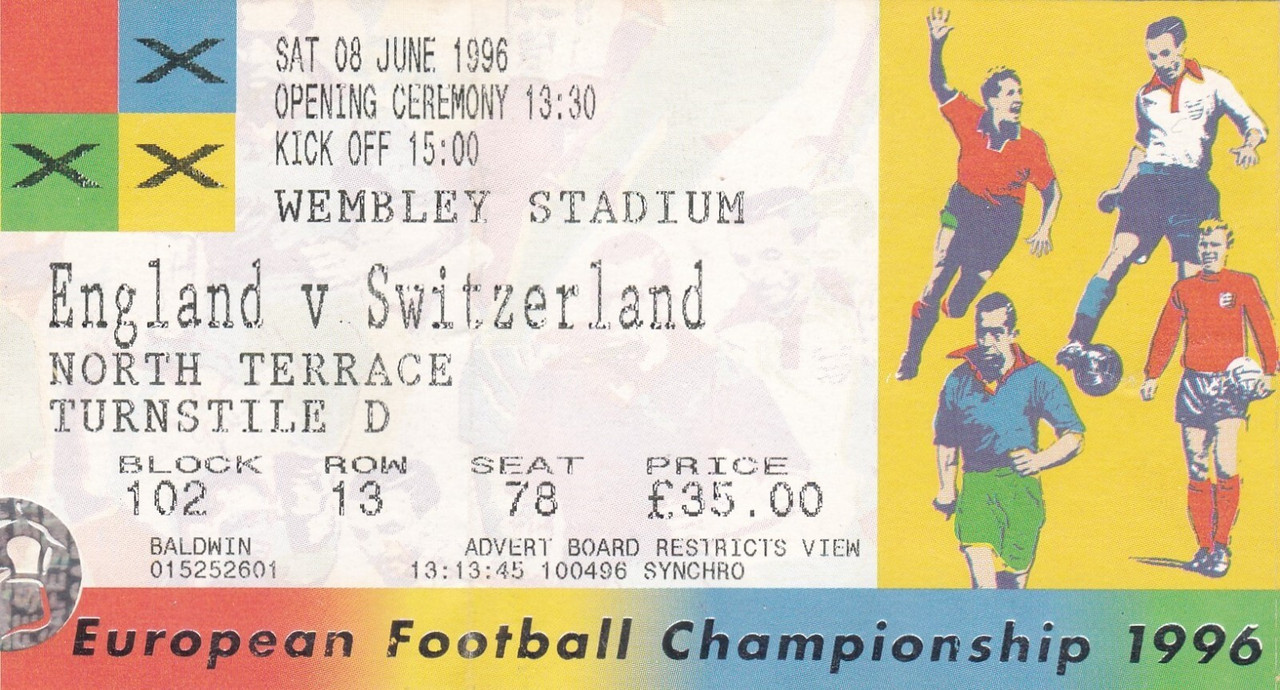 SAT 08 JUNE 1996
OPENING CEREMONY 13:30
KICK OFF 15:00
WEMBLEY STADIUM
England v Switzerland
NORTH TERRACE
TURNSTILE D
BLOCK ROW SEAT PRICE
102 13 78 £35.00
BALDWIN ADVERT BOARD RESTRICTS VIEW
015252601 13:13:45 100496 SYNCHRO
European Football Championship 1996